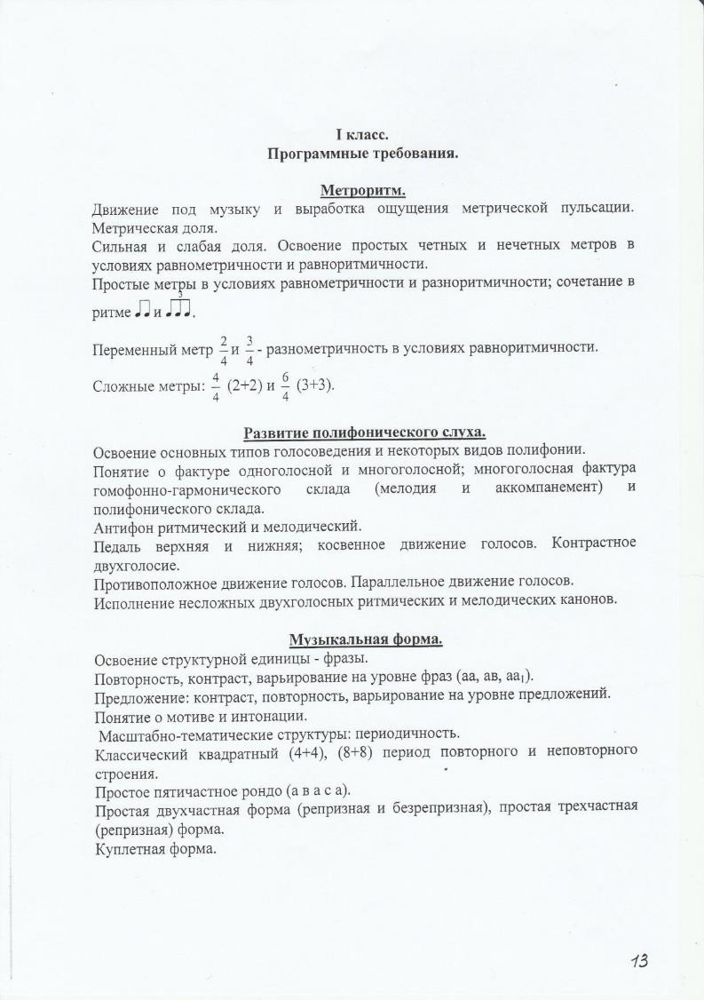 I класс.
Программные требования.
Метроритм.
Движение под музыку и выработка ощущения метрической пульсации.
Метрическая доля.
Сильная и слабая доля. Освоение простых четных и нечетных метров в
условиях равнометричности и равноритмичности.
Простые метры в условиях равнометричности и разноритмичности; сочетание в
ритме ♫ и 3 ♪♪♪.
Переменный метр 2/4 и 3/4 - разнометричность в условиях равноритмичности.
Сложные метры: 4/4 (2+2) и 6/4 (3+3).
Развитие полифонического слуха.
Освоение основных типов голосоведения и некоторых видов полифонии.
Понятие о фактуре одноголосной и многоголосной; многоголосная фактура
гомофонно-гармонического склада (мелодия и аккомпанемент) и
полифонического склада.
Антифон ритмический и мелодический.
Педаль верхняя и нижняя; косвенное движение голосов. Контрастное
двухголосие.
Противоположное движение голосов. Параллельное движение голосов.
Исполнение несложных двухголосных ритмических и мелодических канонов.
Музыкальная форма.
Освоение структурной единицы - фразы.
Повторность, контраст, варьирование на уровне фраз (аа, ав, аа₁).
Предложение: контраст, повторность, варьирование на уровне предложений.
Понятие о мотиве и интонации.
Масштабно-тематические структуры: периодичность.
Классический квадратный (4+4), (8+8) период повторного и неповторного
строения.
Простое пятичастное рондо (а в а с а).
Простая двухчастная форма (репризная и безрепризная), простая трехчастная
(репризная) форма.
Куплетная форма.
13